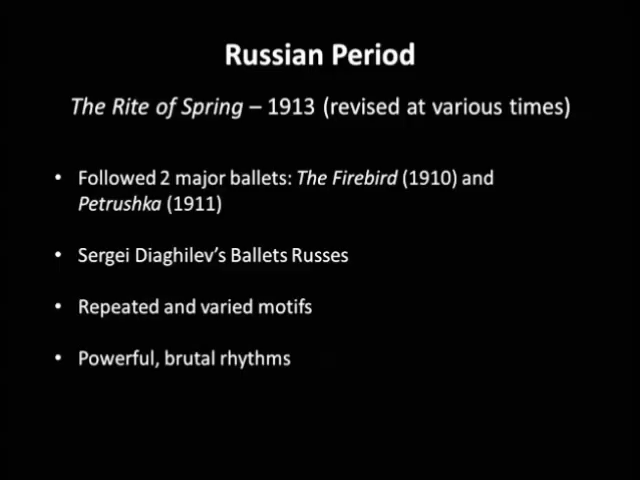 Russian Period
The Rite of Spring – 1913 (revised at various times)
• Followed 2 major ballets: The Firebird (1910) and
Petrushka (1911)
• Sergei Diaghilev’s Ballets Russes
• Repeated and varied motifs
• Powerful, brutal rhythms